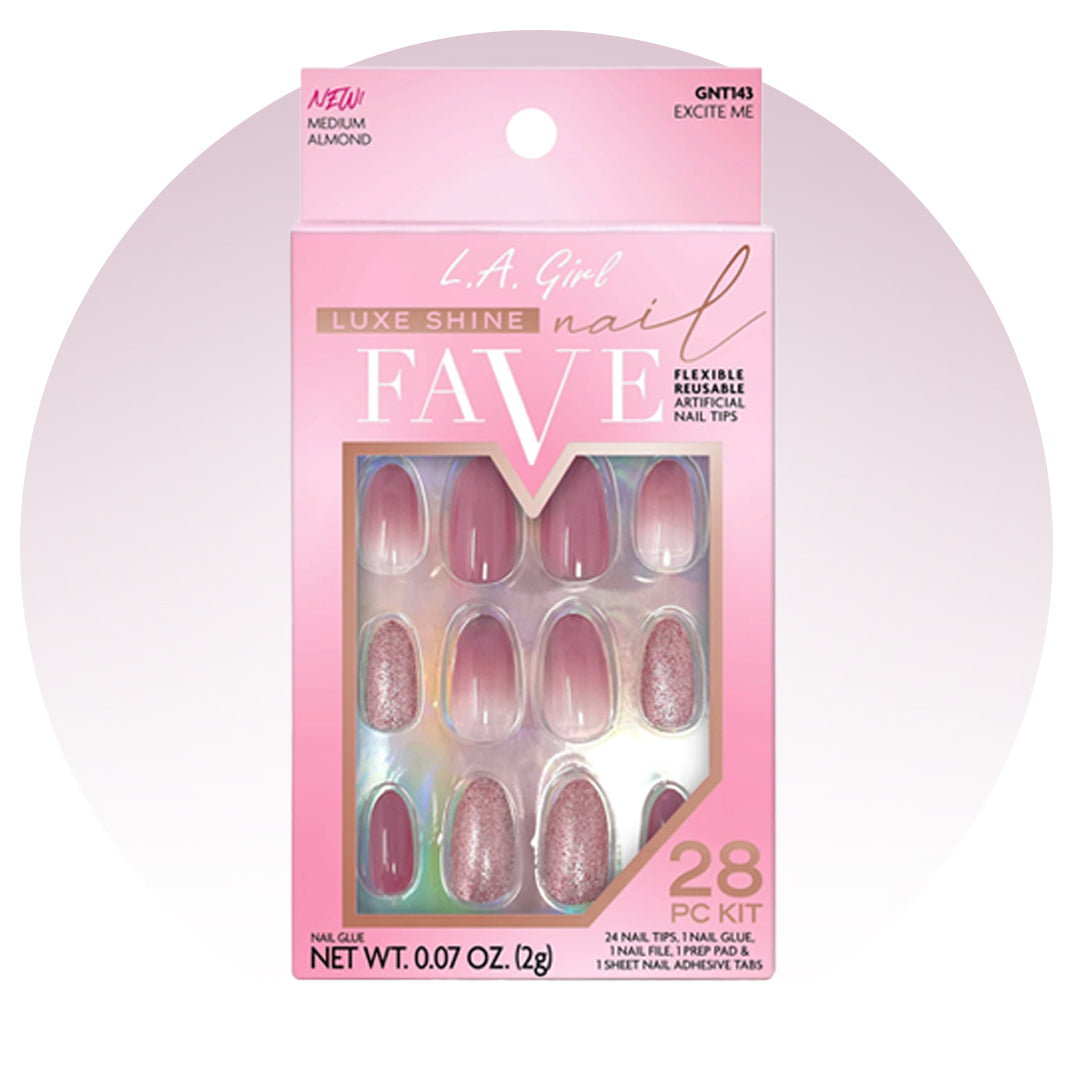 NEW!
MEDIUM
ALMOND
GNT143
EXCITE ME
L.A. Girl
LUXE SHINE nail
FAVE
FLEXIBLE
REUSABLE
ARTIFICIAL
NAIL TIPS
28
PC KIT
NAIL GLUE
NET WT. 0.07 OZ. (2g)
24 NAIL TIPS, 1 NAIL GLUE,
1 NAIL FILE, 1 PREP PAD &
1 SHEET NAIL ADHESIVE TABS